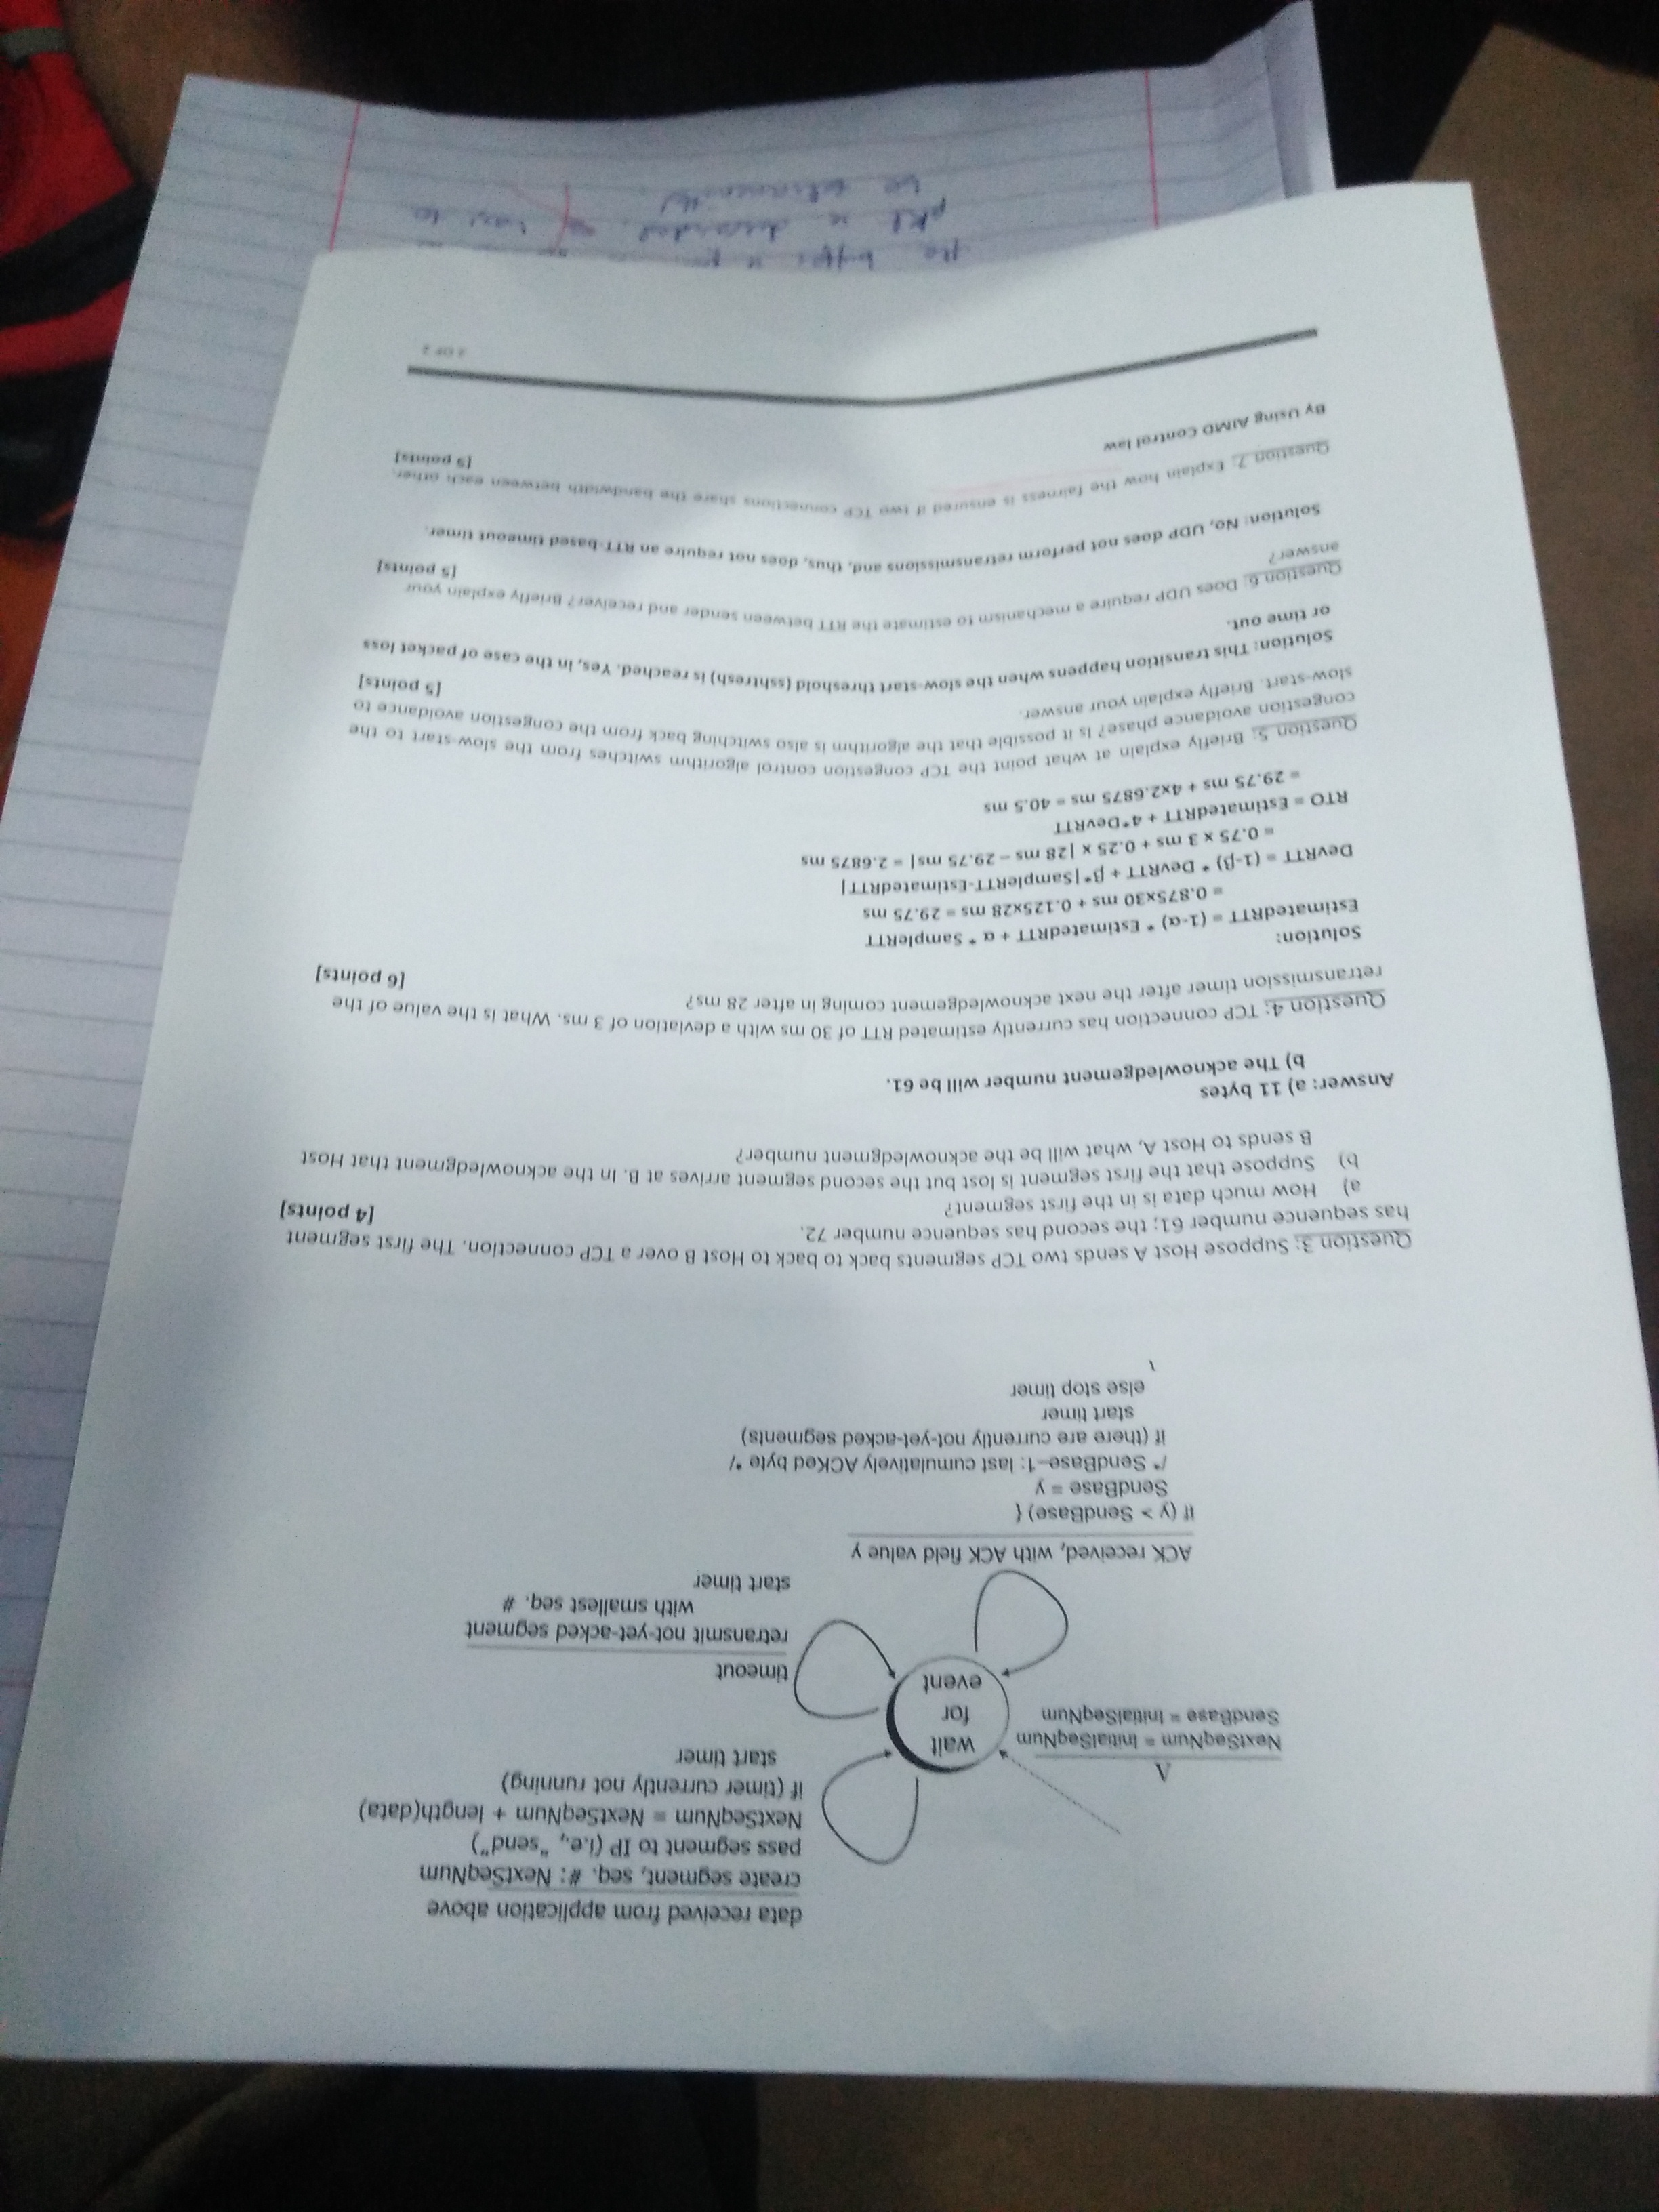 data received from application above
create segment, seq. #: NextSeqNum
pass segment to IP (i.e., "send")
NextSeqNum = NextSeqNum + length(data)
if (timer currently not running)
start timer
Λ
NextSeqNum = InitialSeqNum
SendBase = InitialSeqNum
wait
for
event
timeout
retransmit not-yet-acked segment
with smallest seq. #
start timer
ACK received, with ACK field value y
if (y > SendBase) {
SendBase = y
/* SendBase–1: last cumulatively ACKed byte */
if (there are currently not-yet-acked segments)
start timer
else stop timer
Question 3: Suppose Host A sends two TCP segments back to back to Host B over a TCP connection. The first segment
has sequence number 61; the second has sequence number 72.
[4 points]
a) How much data is in the first segment?
b) Suppose that the first segment is lost but the second segment arrives at B. In the acknowledgment that Host
B sends to Host A, what will be the acknowledgment number?
Answer: a) 11 bytes
b) The acknowledgement number will be 61.
Question 4: TCP connection has currently estimated RTT of 30 ms with a deviation of 3 ms. What is the value of the
retransmission timer after the next acknowledgement coming in after 28 ms?
[6 points]
Solution:
EstimatedRTT = (1-α) * EstimatedRTT + α * SampleRTT
= 0.875x30 ms + 0.125x28 ms = 29.75 ms
DevRTT = (1-β) * DevRTT + β*|SampleRTT-EstimatedRTT|
= 0.75 x 3 ms + 0.25 x |28 ms – 29.75 ms| = 2.6875 ms
RTO = EstimatedRTT + 4*DevRTT
= 29.75 ms + 4x2.6875 ms = 40.5 ms
Question 5: Briefly explain at what point the TCP congestion control algorithm switches from the slow-start to the
congestion avoidance phase? Is it possible that the algorithm is also switching back from the congestion avoidance to
slow-start. Briefly explain your answer.
[5 points]
Solution: This transition happens when the slow-start threshold (sshtresh) is reached. Yes, in the case of packet loss
or time out.
Question 6: Does UDP require a mechanism to estimate the RTT between sender and receiver? Briefly explain your
answer?
[5 points]
Solution: No, UDP does not perform retransmissions and, thus, does not require an RTT-based timeout timer.
Question 7: Explain how the fairness is ensured if two TCP connections share the bandwidth between each other.
[5 points]
By Using AIMD Control law
2 OF 2
the buffer is
pkt is discarded. has to
be retransmitted.